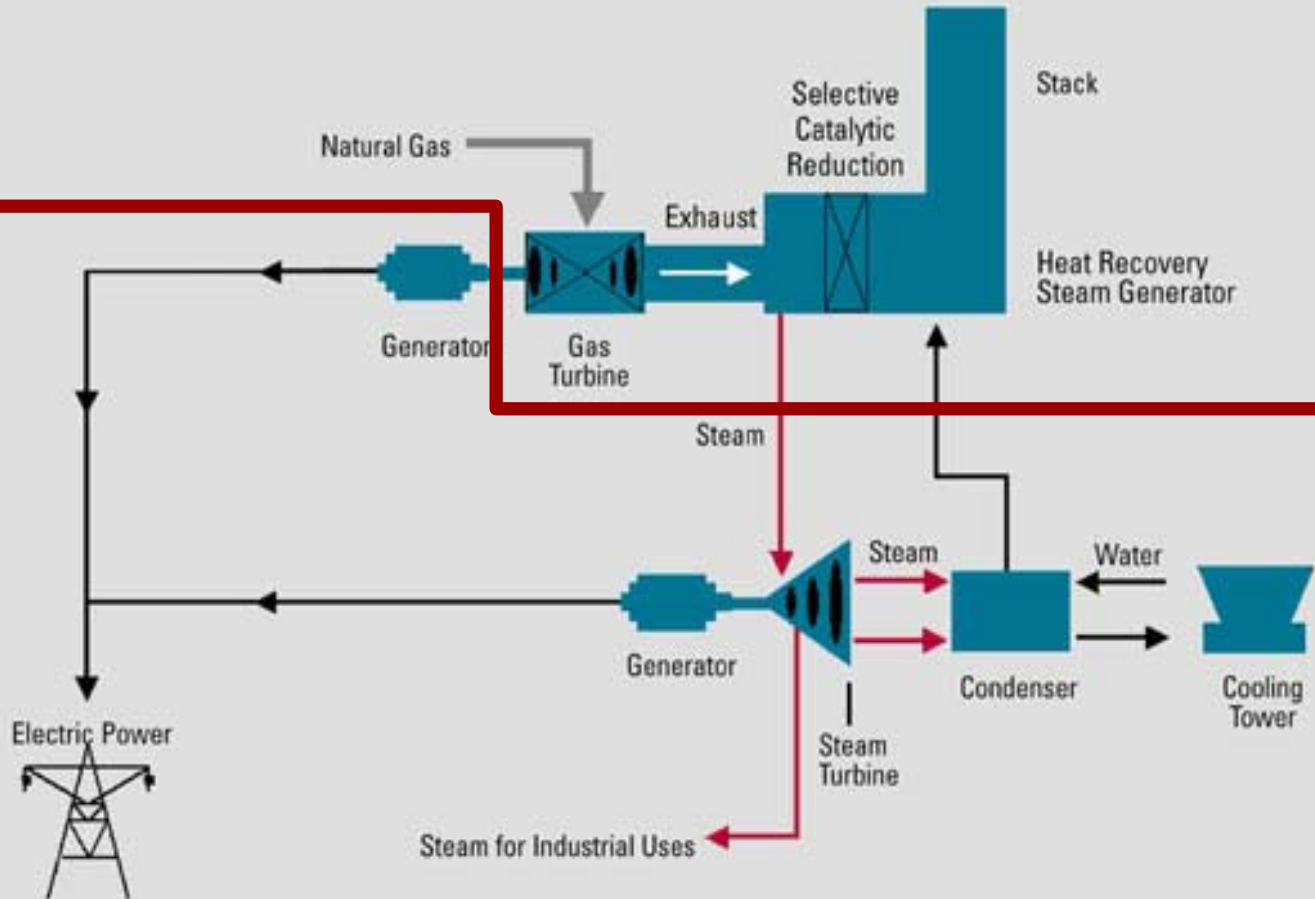 Stack
Selective
Catalytic
Reduction
Natural Gas
Exhaust
Heat Recovery
Steam Generator
Generator
Gas
Turbine
Steam
Steam
Water
Generator
Condenser
Cooling
Tower
Electric Power
Steam
Turbine
Steam for Industrial Uses